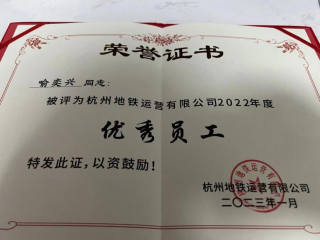 荣誉证书
喻奕兴 同志：
被评为杭州地铁运营有限公司2022年度
优秀员工
特发此证，以资鼓励！
杭州地铁运营有限公司
二〇二三年一月